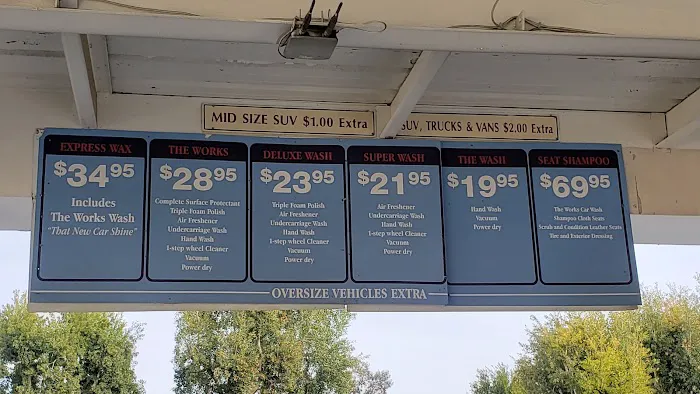 MID SIZE SUV $1.00 Extra
SUV, TRUCKS & VANS $2.00 Extra
EXPRESS WAX
$34.95
Includes
The Works Wash
"That New Car Shine"
THE WORKS
$28.95
Complete Surface Protectant
Triple Foam Polish
Air Freshener
Undercarriage Wash
Hand Wash
1-step wheel Cleaner
Vacuum
Power dry
DELUXE WASH
$23.95
Triple Foam Polish
Air Freshener
Undercarriage Wash
Hand Wash
1-step wheel Cleaner
Vacuum
Power dry
SUPER WASH
$21.95
Air Freshener
Undercarriage Wash
Hand Wash
1-step wheel Cleaner
Vacuum
Power dry
THE WASH
$19.95
Hand Wash
Vacuum
Power dry
SEAT SHAMPOO
$69.95
The Works Car Wash
Shampoo Cloth Seats
Scrub and Condition Leather Seats
Tire and Exterior Dressing
OVERSIZE VEHICLES EXTRA